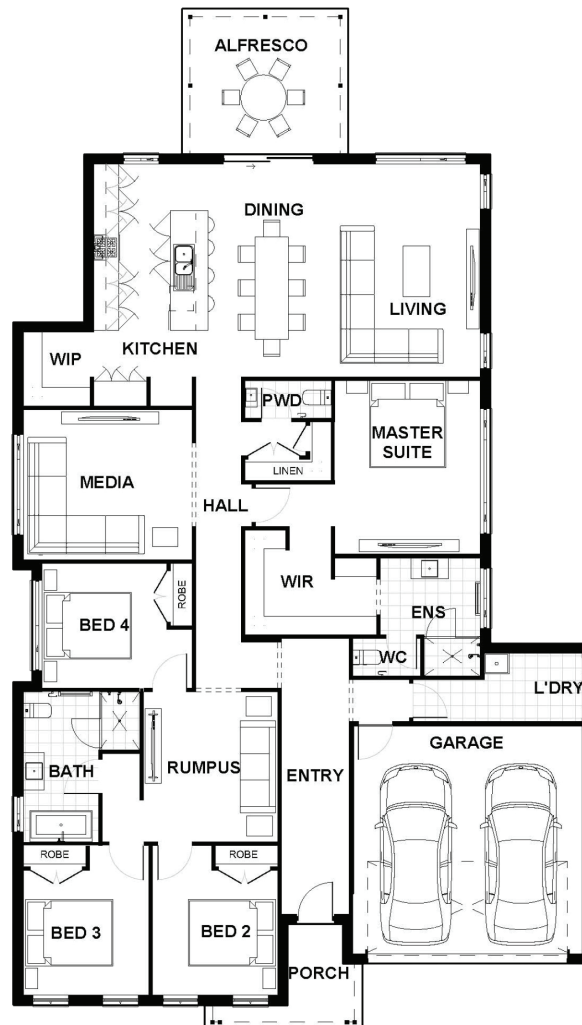 ALFRESCO
DINING
LIVING
KITCHEN
WIP
PWD
MASTER
SUITE
LINEN
MEDIA
HALL
WIR
ROBE
BED 4
ENS
WC
L'DRY
GARAGE
BATH
RUMPUS
ENTRY
ROBE
ROBE
BED 3
BED 2
PORCH